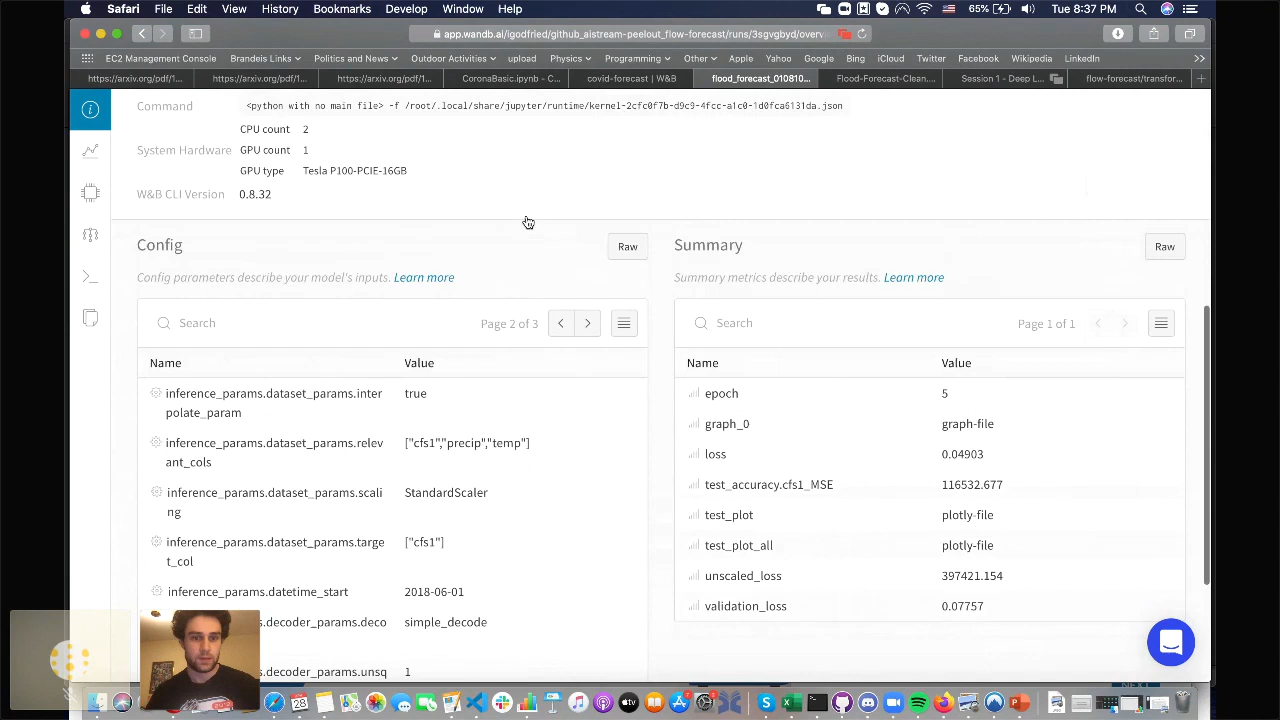 Safari File Edit View History Bookmarks Develop Window Help 65% Tue 8:37 PM
app.wandb.ai/igodfried/github_aistream-peelout_flow-forecast/runs/3sgvgbyd/overv
EC2 Management Console Brandeis Links Politics and News Outdoor Activities upload Physics Programming Other Apple Yahoo Google Bing iCloud Twitter Facebook Wikipedia LinkedIn
https://arxiv.org/pdf/1... https://arxiv.org/pdf/1... https://arxiv.org/pdf/1... CoronaBasic.ipynb - C... covid-forecast | W&B flood_forecast_010810... Flood-Forecast-Clean.... Session 1 - Deep L... flow-forecast/transfor...
Command <python with no main file> -f /root/.local/share/jupyter/runtime/kernel-2cfc0f7b-d9c9-4fcc-a1c0-1d0fca6131da.json
CPU count 2
System Hardware GPU count 1
GPU type Tesla P100-PCIE-16GB
W&B CLI Version 0.8.32
Config Raw Summary Raw
Config parameters describe your model's inputs. Learn more Summary metrics describe your results. Learn more
Search Page 2 of 3 Search Page 1 of 1
Name Value Name Value
inference_params.dataset_params.inter
polate_param true
inference_params.dataset_params.relev
ant_cols ["cfs1","precip","temp"]
inference_params.dataset_params.scali
ng StandardScaler
inference_params.dataset_params.targe
t_col ["cfs1"]
inference_params.datetime_start 2018-06-01
s.decoder_params.deco simple_decode
s.decoder_params.unsq 1
epoch 5
graph_0 graph-file
loss 0.04903
test_accuracy.cfs1_MSE 116532.677
test_plot plotly-file
test_plot_all plotly-file
unscaled_loss 397421.154
validation_loss 0.07757
28